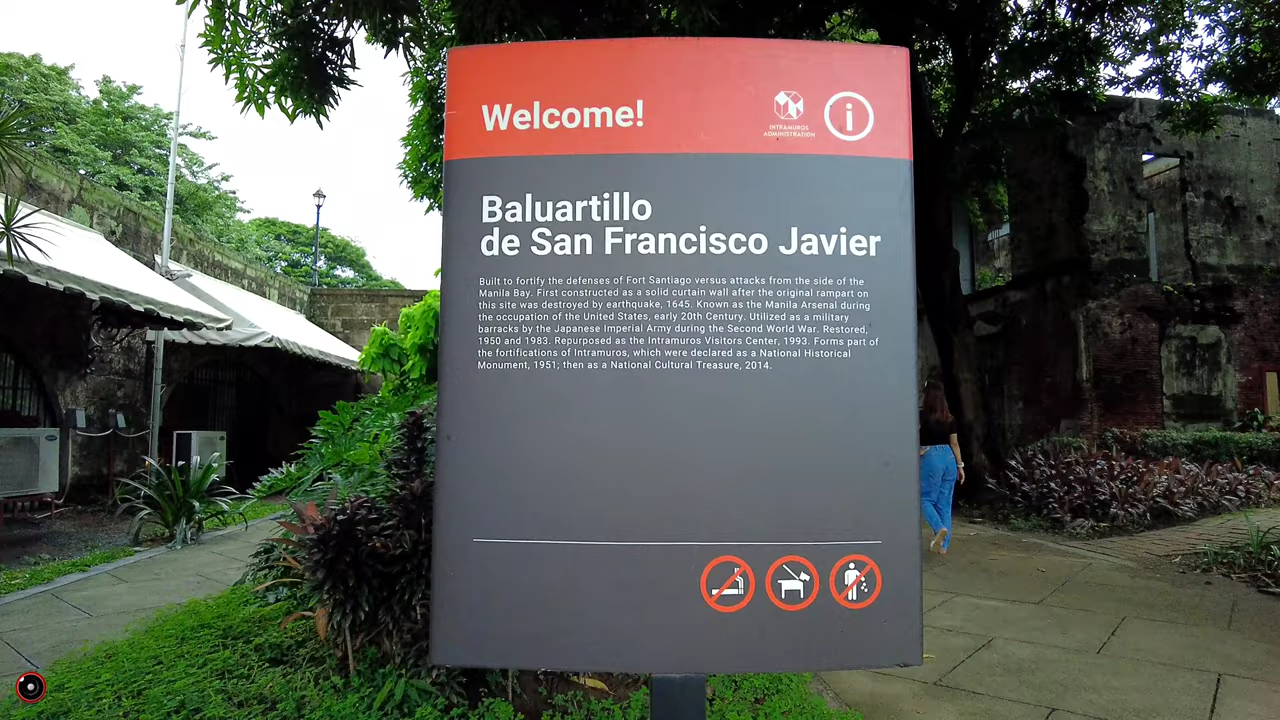 Welcome!
INTRAMUROS
ADMINISTRATION
i
Baluartillo
de San Francisco Javier
Built to fortify the defenses of Fort Santiago versus attacks from the side of the
Manila Bay. First constructed as a solid curtain wall after the original rampart on
this site was destroyed by earthquake, 1645. Known as the Manila Arsenal during
the occupation of the United States, early 20th Century. Utilized as a military
barracks by the Japanese Imperial Army during the Second World War. Restored,
1950 and 1983. Repurposed as the Intramuros Visitors Center, 1993. Forms part of
the fortifications of Intramuros, which were declared as a National Historical
Monument, 1951; then as a National Cultural Treasure, 2014.